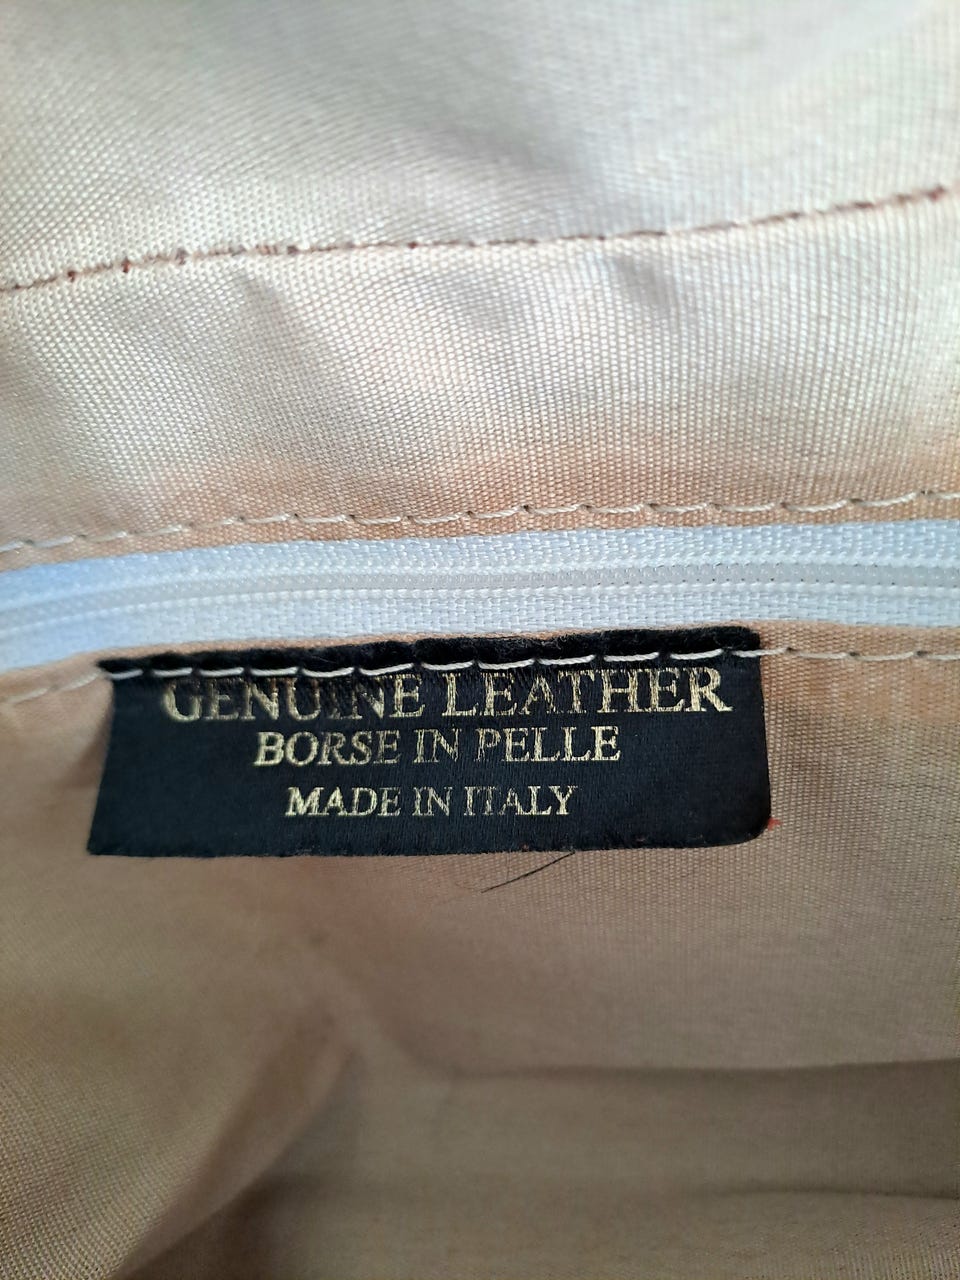 GENUINE LEATHER
BORSE IN PELLE
MADE IN ITALY